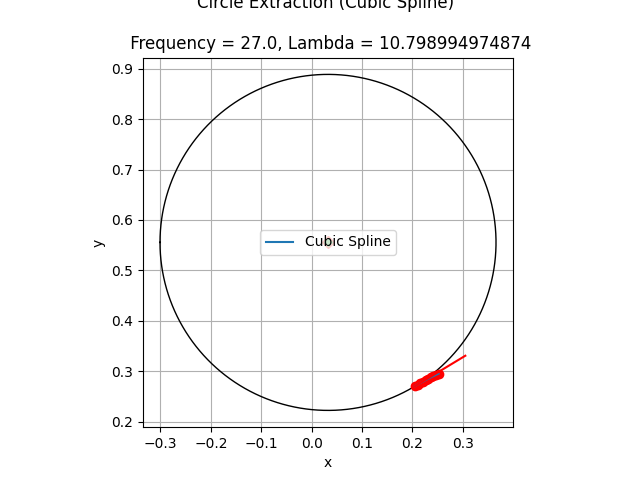 Circle Extraction (Cubic Spline)
Frequency = 27.0, Lambda = 10.798994974874
0.9
0.8
0.7
0.6
0.5
0.4
0.3
0.2
y
Cubic Spline
−0.3 −0.2 −0.1 0.0 0.1 0.2 0.3
x